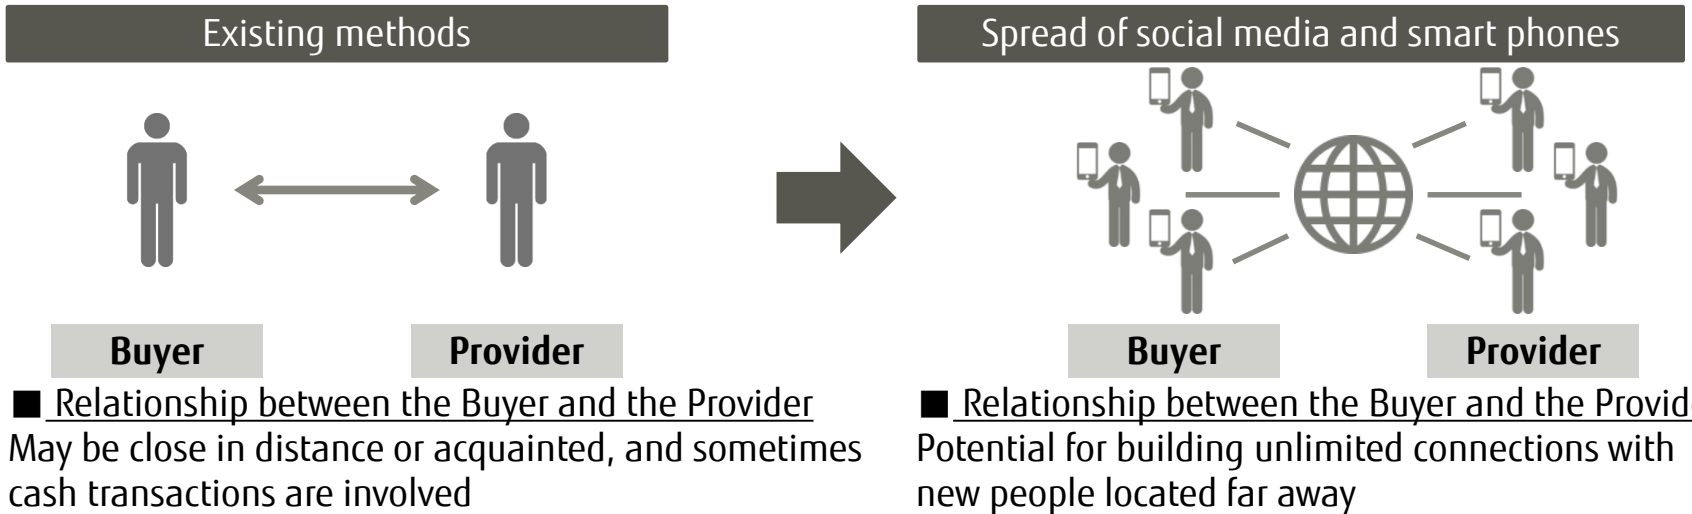 Existing methods
Buyer
Provider
■ Relationship between the Buyer and the Provider
May be close in distance or acquainted, and sometimes
cash transactions are involved
Spread of social media and smart phones
Buyer
Provider
■ Relationship between the Buyer and the Provid
Potential for building unlimited connections with
new people located far away